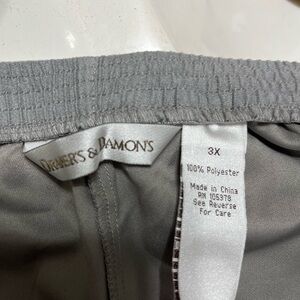 DRAPER'S & DAMON'S
3X
100% Polyester
Made in China
RN 105378
See Reverse
For Care